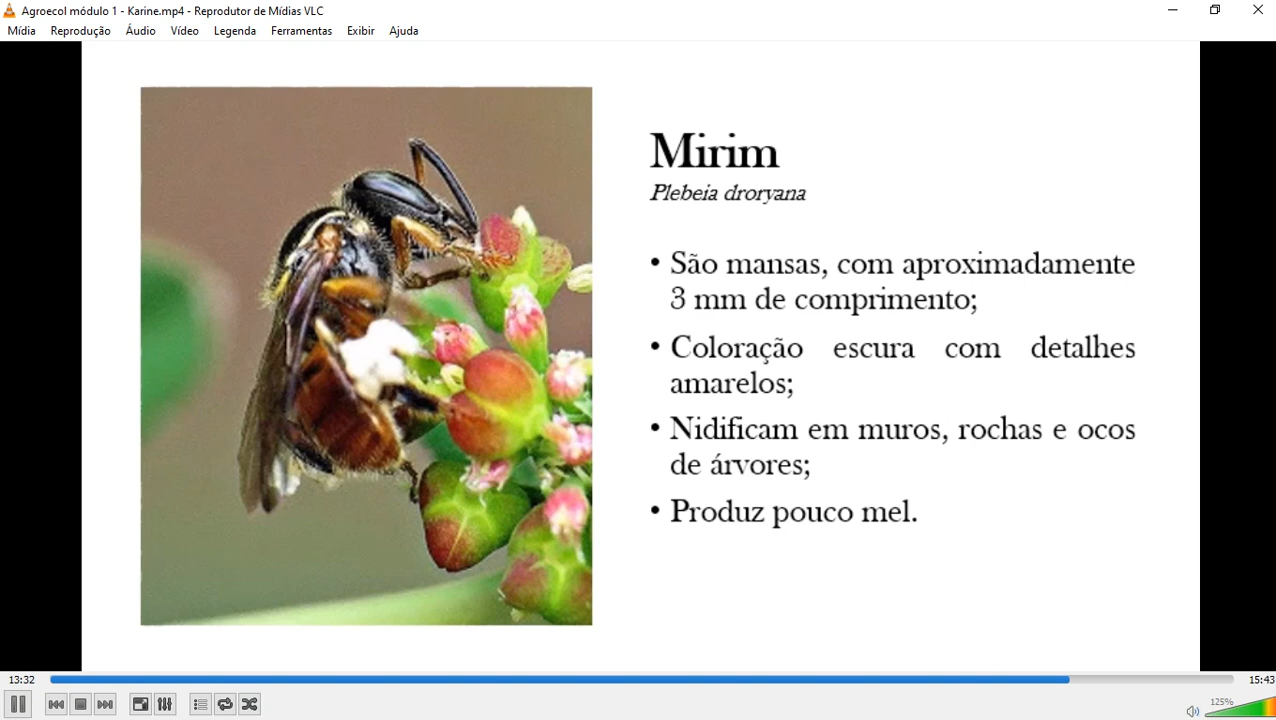 Agroecol módulo 1 - Karine.mp4 - Reprodutor de Mídias VLC
Mídia Reprodução Áudio Vídeo Legenda Ferramentas Exibir Ajuda
Mirim
Plebeia droryana
• São mansas, com aproximadamente
3 mm de comprimento;
• Coloração escura com detalhes
amarelos;
• Nidificam em muros, rochas e ocos
de árvores;
• Produz pouco mel.
13:32 15:43
125%